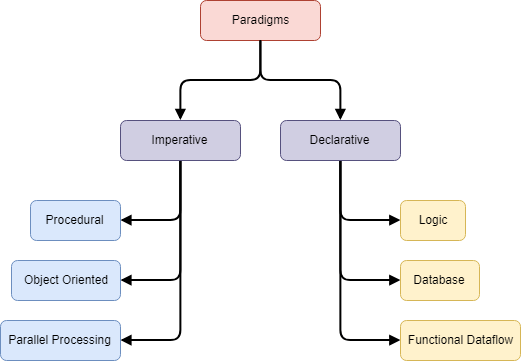 Paradigms
Imperative
Declarative
Procedural
Logic
Object Oriented
Database
Parallel Processing
Functional Dataflow